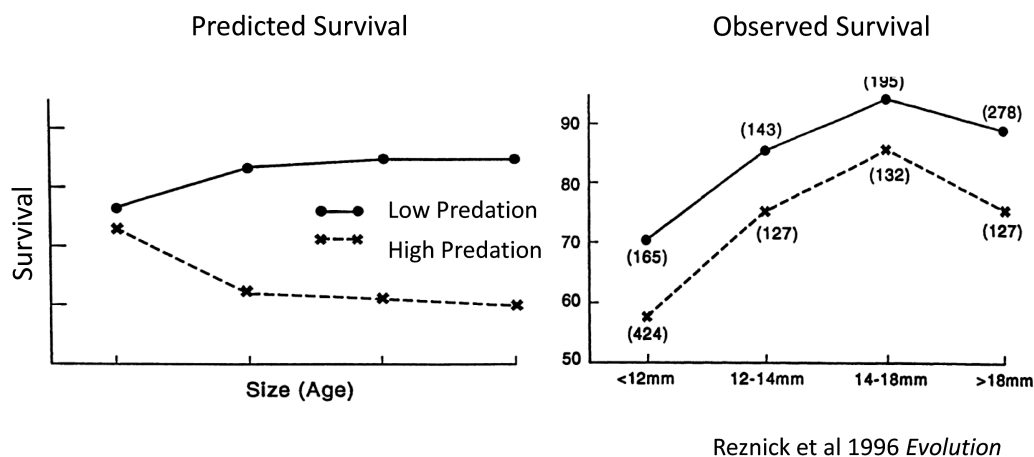 Predicted Survival
Survival
Low Predation
High Predation
Size (Age)
Observed Survival
90
80
70
60
50
(165)
(143)
(195)
(278)
(424)
(127)
(132)
(127)
<12mm
12-14mm
14-18mm
>18mm
Reznick et al 1996 Evolution